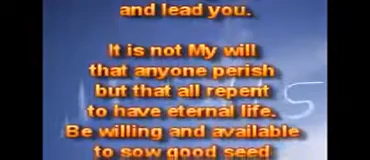 and lead you.
It is not My will
that anyone perish
but that all repent
to have eternal life.
Be willing and available
to sow good seed